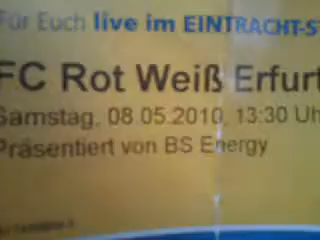 Für Euch live im EINTRACHT-S
FC Rot Weiß Erfurt
Samstag, 08.05.2010, 13:30 Uh
Präsentiert von BS Energy